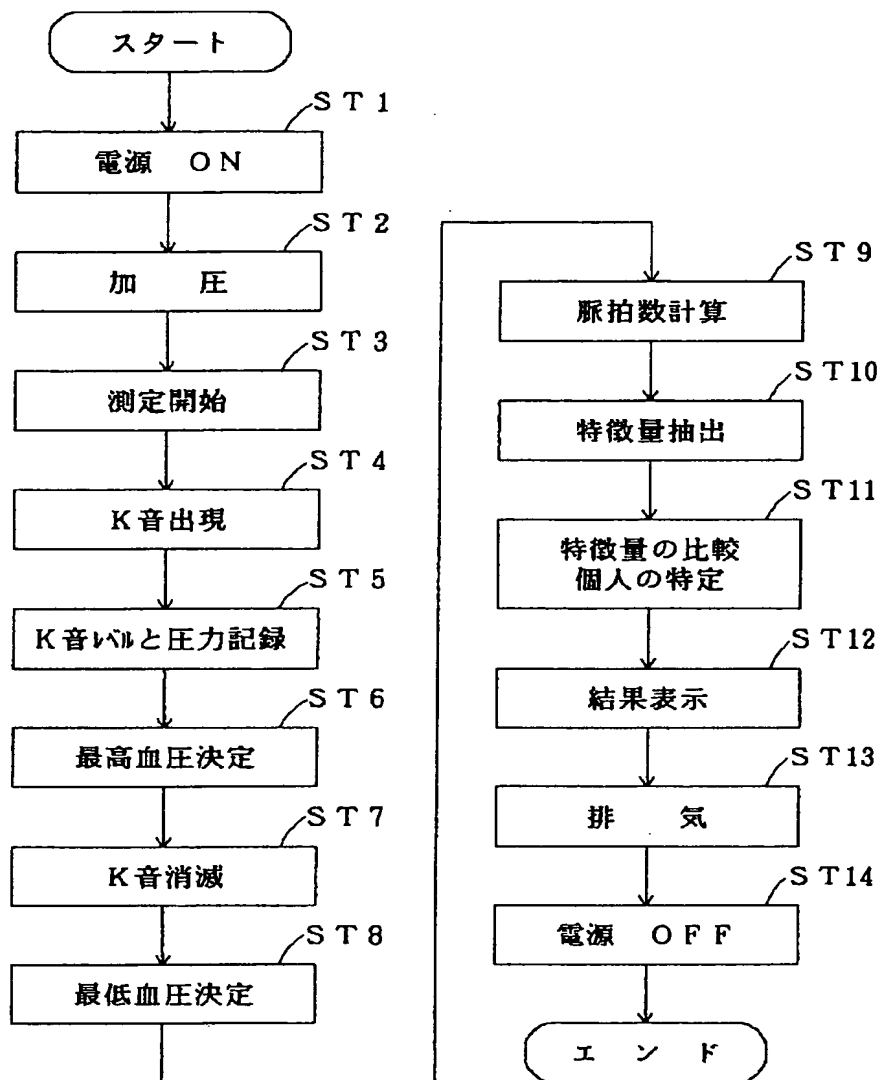 スタート
ST1
電源 ON
ST2
加 圧
ST3
測定開始
ST4
K音出現
ST5
K音ﾚﾍﾞﾙと圧力記録
ST6
最高血圧決定
ST7
K音消滅
ST8
最低血圧決定
ST9
脈拍数計算
ST10
特徴量抽出
ST11
特徴量の比較
個人の特定
ST12
結果表示
ST13
排 気
ST14
電源 OFF
エ ン ド